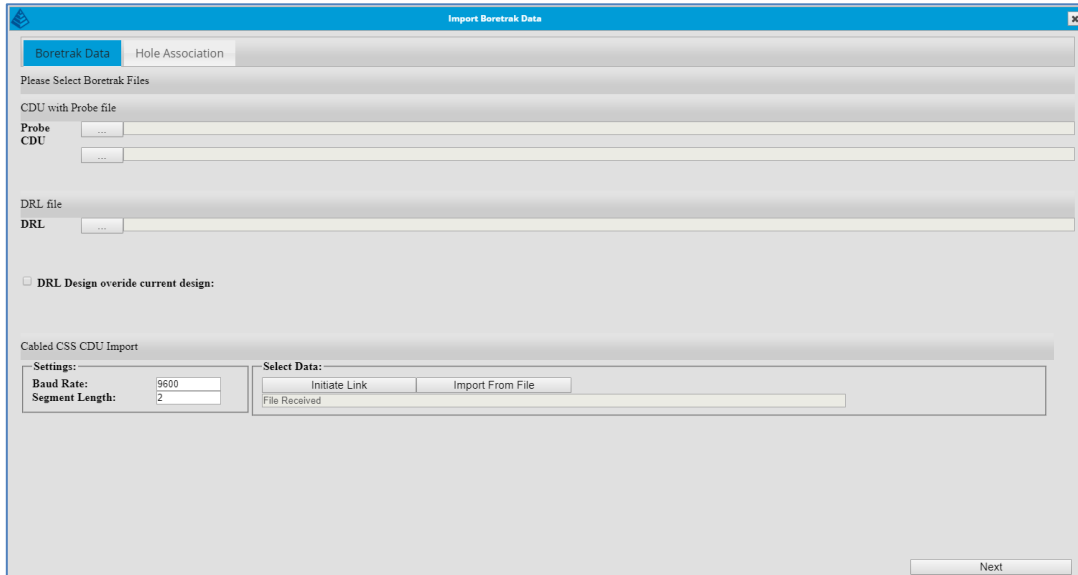 Import Boretrak Data
Boretrak Data Hole Association
Please Select Boretrak Files
CDU with Probe file
Probe ...
CDU
...
DRL file
DRL ...
DRL Design overide current design:
Cabled CSS CDU Import
Settings: Select Data:
Baud Rate: 9600 Initiate Link Import From File
Segment Length: 2 File Received
Next